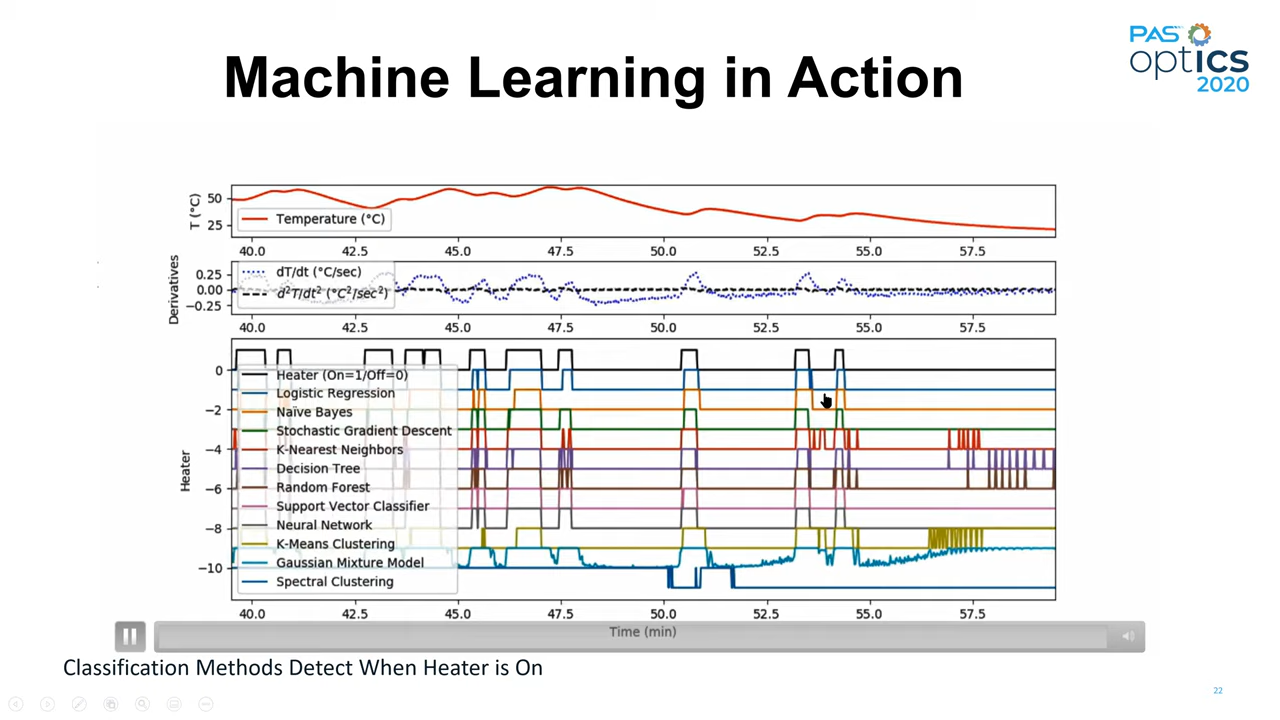 PAS
optICS
2020
Machine Learning in Action
T (°C)
50
25
Temperature (°C)
40.0 42.5 45.0 47.5 50.0 52.5 55.0 57.5
Derivatives
0.25
0.00
−0.25
dT/dt (°C/sec)
d²T/dt² (°C²/sec²)
40.0 42.5 45.0 47.5 50.0 52.5 55.0 57.5
Heater
0
−2
−4
−6
−8
−10
Heater (On=1/Off=0)
Logistic Regression
Naïve Bayes
Stochastic Gradient Descent
K-Nearest Neighbors
Decision Tree
Random Forest
Support Vector Classifier
Neural Network
K-Means Clustering
Gaussian Mixture Model
Spectral Clustering
40.0 42.5 45.0 47.5 50.0 52.5 55.0 57.5
Time (min)
Classification Methods Detect When Heater is On
22